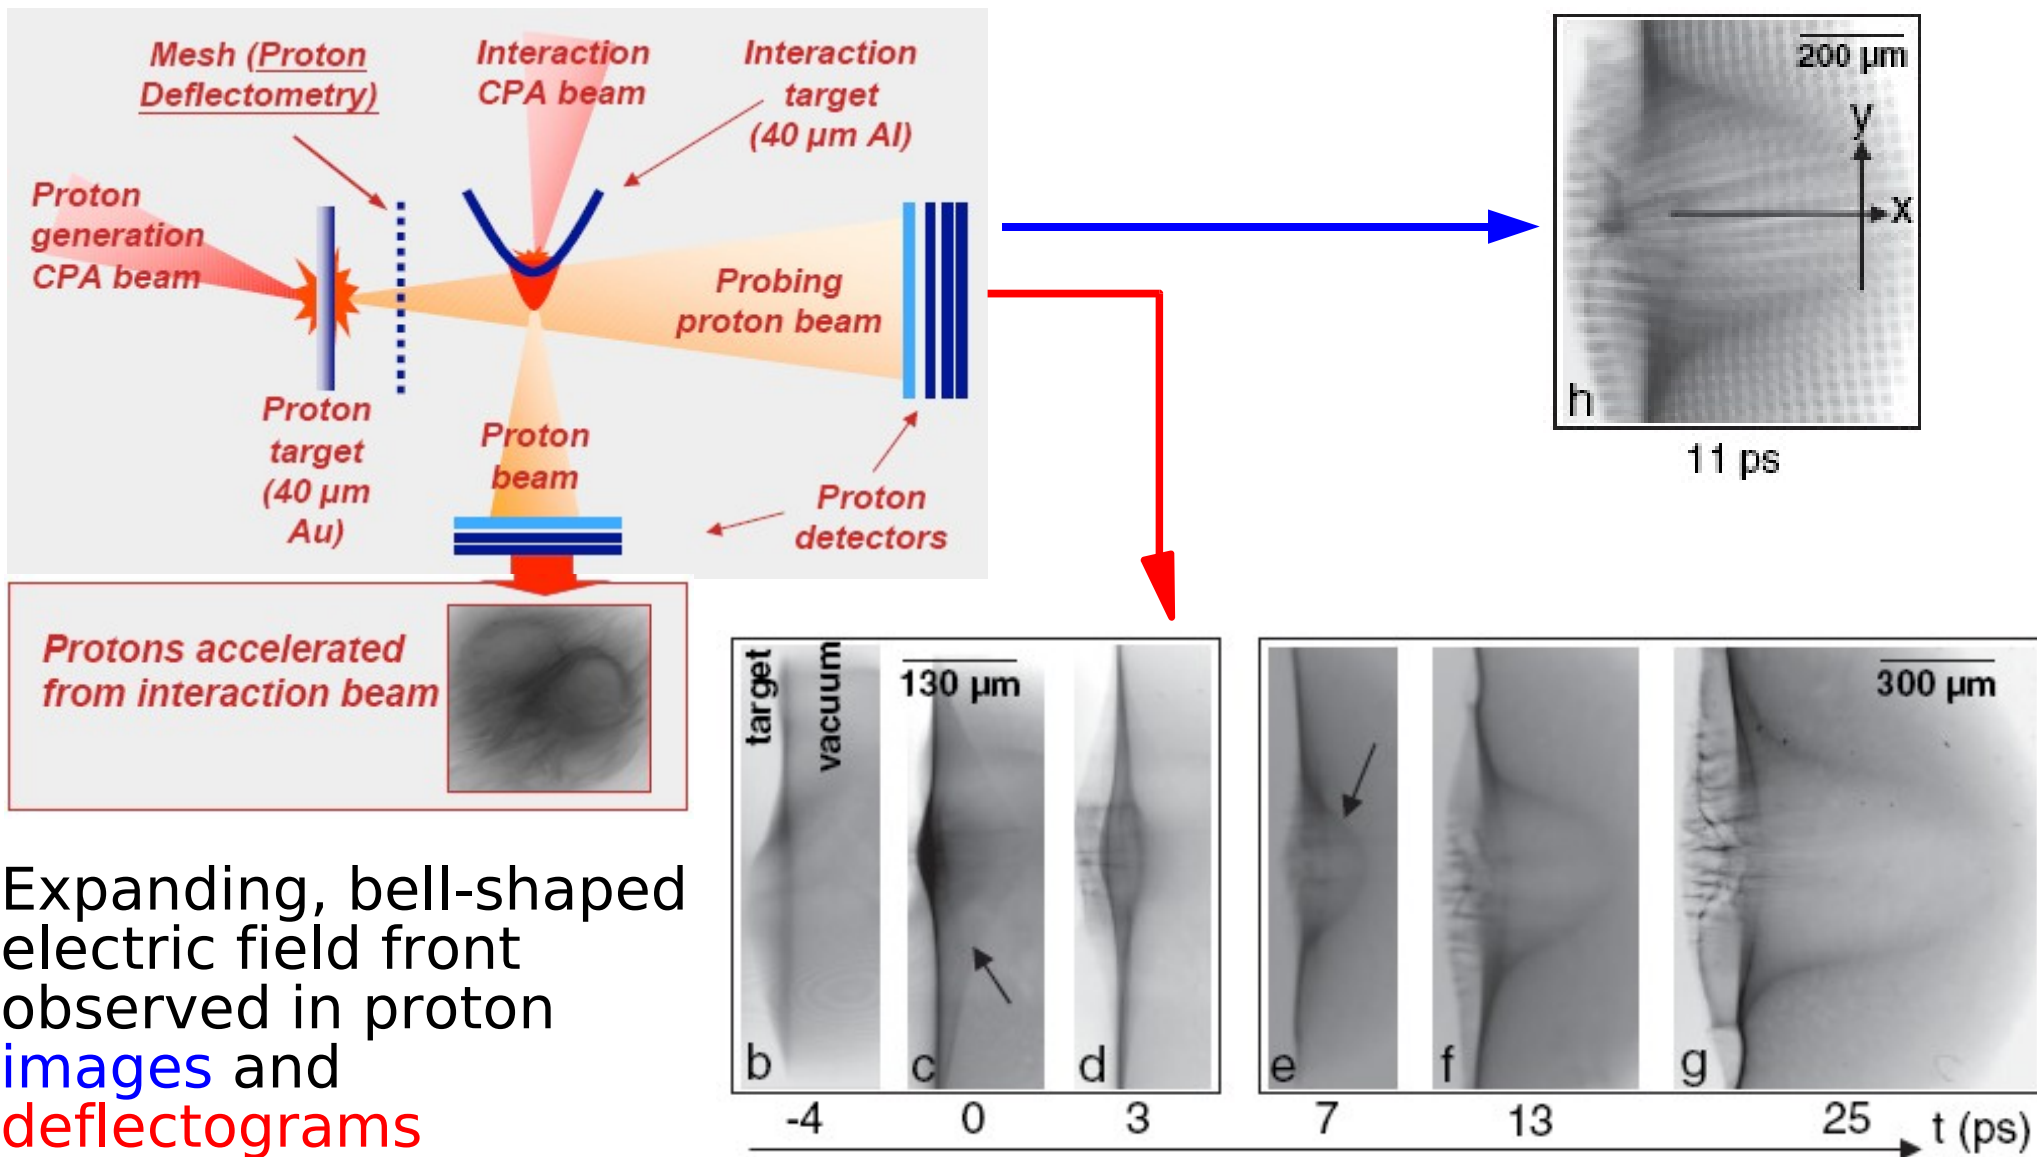 Mesh (Proton
Deflectometry)
Interaction
CPA beam
Interaction
target
(40 µm Al)
Proton
generation
CPA beam
Probing
proton beam
Proton
target
(40 µm
Au)
Proton
beam
Proton
detectors
Protons accelerated
from interaction beam
200 µm
y
x
h
11 ps
target
vacuum
130 µm
300 µm
b
c
d
e
f
g
-4
0
3
7
13
25
t (ps)
Expanding, bell-shaped
electric field front
observed in proton
images and
deflectograms